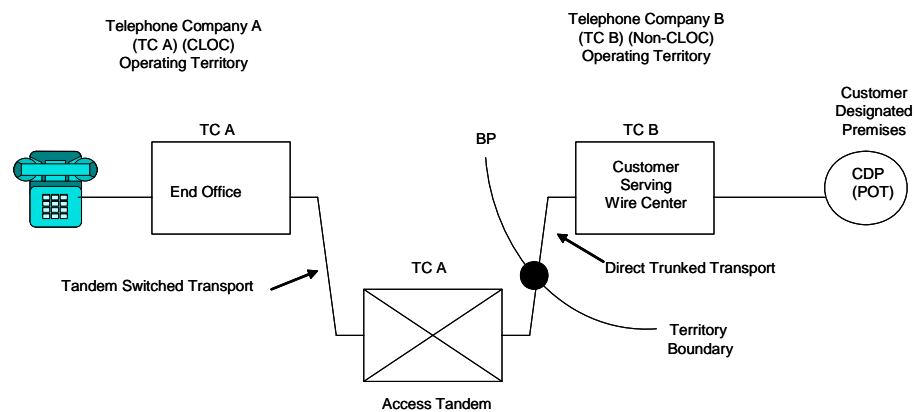 Telephone Company A
(TC A) (CLOC)
Operating Territory
Telephone Company B
(TC B) (Non-CLOC)
Operating Territory
Customer
Designated
Premises
TC A
End Office
BP
TC B
Customer
Serving
Wire Center
CDP
(POT)
Tandem Switched Transport
TC A
Direct Trunked Transport
Territory
Boundary
Access Tandem